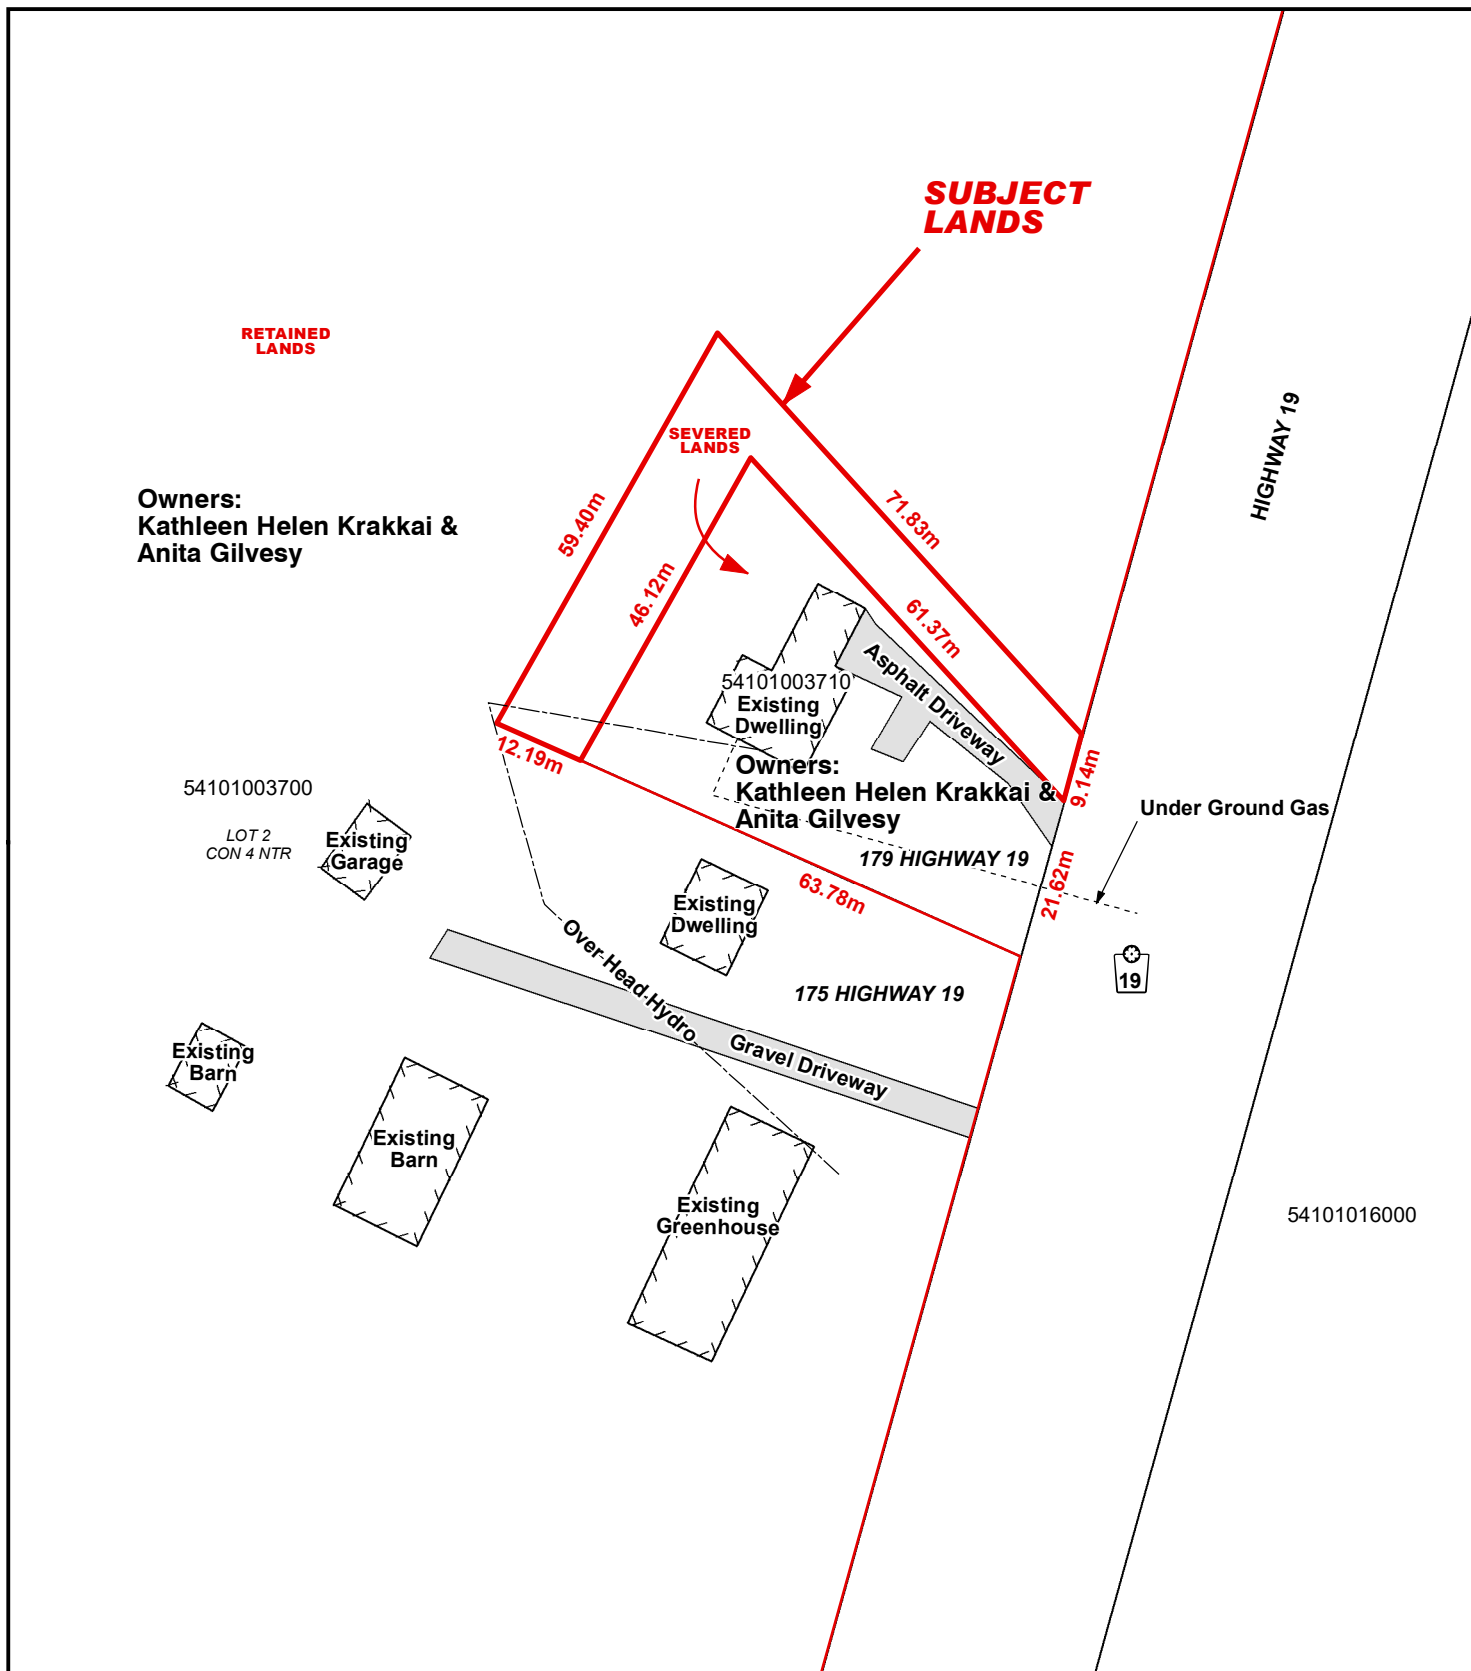 SUBJECT
LANDS
RETAINED
LANDS
SEVERED
LANDS
HIGHWAY 19
Owners:
Kathleen Helen Krakkai &
Anita Gilvesy
59.40m
71.83m
46.12m
61.37m
Asphalt Driveway
54101003710
Existing
Dwelling
12.19m
Owners:
Kathleen Helen Krakkai &
Anita Gilvesy
9.14m
Under Ground Gas
54101003700
LOT 2
CON 4 NTR
Existing
Garage
179 HIGHWAY 19
63.78m
21.62m
Existing
Dwelling
Over Head Hydro
19
175 HIGHWAY 19
Gravel Driveway
Existing
Barn
Existing
Barn
Existing
Greenhouse
54101016000